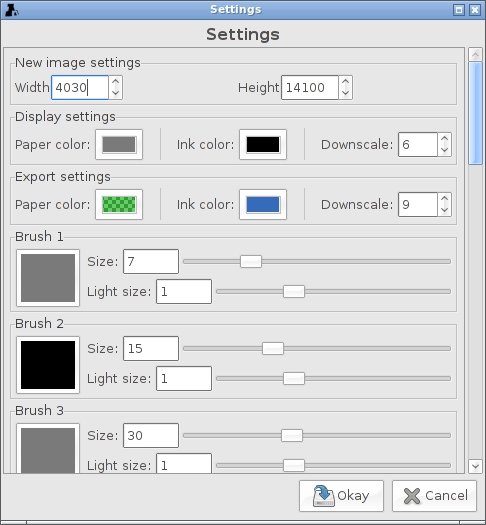 Settings
Settings
New image settings
Width 4030 Height 14100
Display settings
Paper color: Ink color: Downscale: 6
Export settings
Paper color: Ink color: Downscale: 9
Brush 1
Size: 7
Light size: 1
Brush 2
Size: 15
Light size: 1
Brush 3
Size: 30
Light size: 1
Okay Cancel